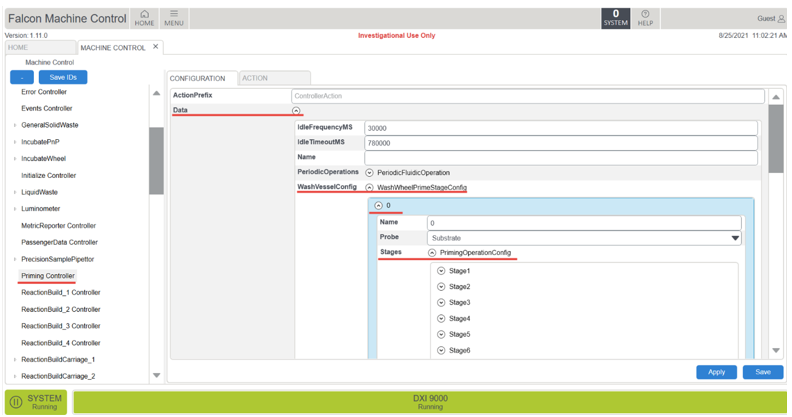 Falcon Machine Control
HOME
MENU
0
SYSTEM
HELP
Guest
Version: 1.11.0
Investigational Use Only
8/25/2021 11:02:21 AM
HOME
MACHINE CONTROL ×
Machine Control
..
Save IDs
Error Controller
Events Controller
GeneralSolidWaste
IncubatePnP
IncubateWheel
Initialize Controller
LiquidWaste
Luminometer
MetricReporter Controller
PassengerData Controller
PrecisionSamplePipettor
Priming Controller
ReactionBuild_1 Controller
ReactionBuild_2 Controller
ReactionBuild_3 Controller
ReactionBuild_4 Controller
ReactionBuildCarriage_1
ReactionBuildCarriage_2
CONFIGURATION
ACTION
ActionPrefix ControllerAction
Data
IdleFrequencyMS 30000
IdleTimeoutMS 780000
Name
PeriodicOperations PeriodicFluidicOperation
WashVesselConfig WashWheelPrimeStageConfig
0
Name 0
Probe Substrate
Stages PrimingOperationConfig
Stage1
Stage2
Stage3
Stage4
Stage5
Stage6
Apply
Save
SYSTEM
Running
DXI 9000
Running